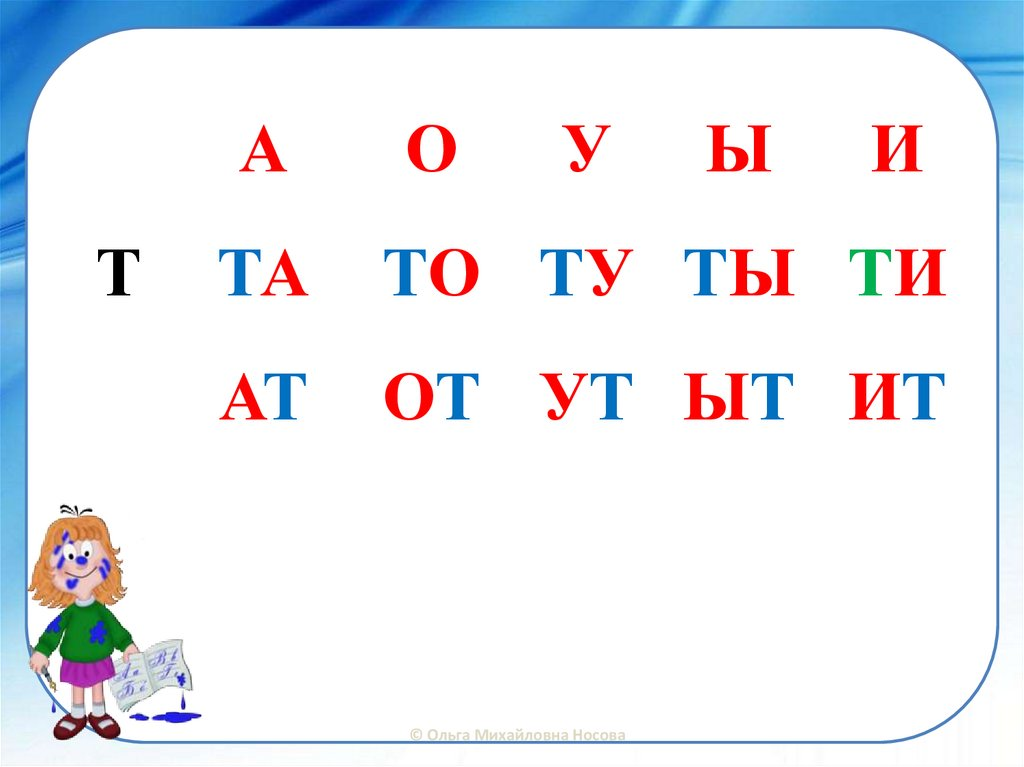 А О У Ы И
Т ТА ТО ТУ ТЫ ТИ
АТ ОТ УТ ЫТ ИТ
© Ольга Михайловна Носова